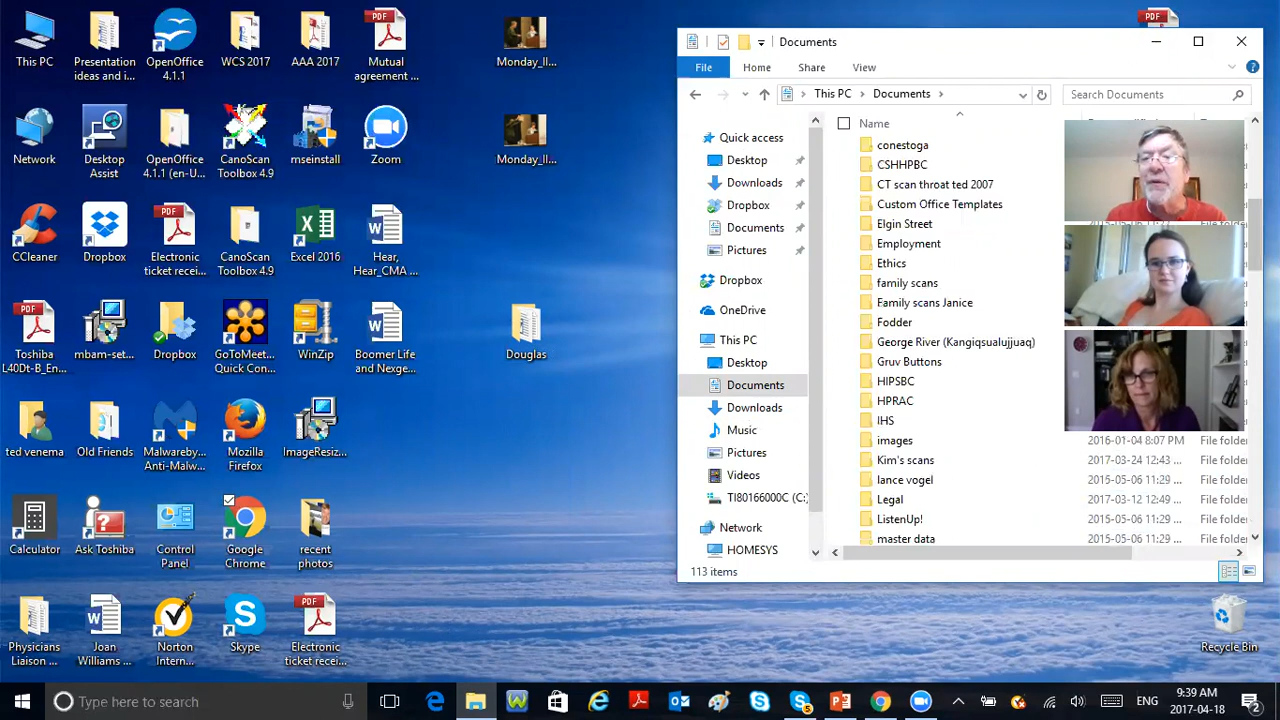 This PC
Presentation
ideas and i...
OpenOffice
4.1.1
WCS 2017
AAA 2017
PDF
Mutual
agreement ...
Monday_II...
Network
Desktop
Assist
OpenOffice
4.1.1 (en-U...
CanoScan
Toolbox 4.9
mseinstall
Zoom
Monday_II...
CCleaner
Dropbox
PDF
Electronic
ticket recei...
CanoScan
Toolbox 4.9
Excel 2016
Hear,
Hear_CMA ...
PDF
Toshiba
L40Dt-B_En...
mbam-set...
Dropbox
GoToMeet...
Quick Con...
WinZip
Boomer Life
and Nexge...
Douglas
ted venema
Old Friends
Malwareby...
Anti-Malw...
Mozilla
Firefox
ImageResiz...
Calculator
Ask Toshiba
Control
Panel
Google
Chrome
recent
photos
Physicians
Liaison ...
Joan
Williams ...
Norton
Intern...
Skype
PDF
Electronic
ticket recei...
PDF
Documents
File
Home
Share
View
This PC
Documents
Search Documents
Quick access
Desktop
Downloads
Dropbox
Documents
Pictures
Dropbox
OneDrive
This PC
Desktop
Documents
Downloads
Music
Pictures
Videos
TI80166000C (C:)
Network
HOMESYS
Name
conestoga
CSHHPBC
CT scan throat ted 2007
Custom Office Templates
Elgin Street
Employment
Ethics
family scans
Family scans Janice
Fodder
George River (Kangiqsualujjuaq)
Gruv Buttons
HIPSBC
HPRAC
IHS
images 2016-01-04 8:07 PM File folder
Kim's scans 2017-03-24 12:43 ... File folder
lance vogel 2015-05-06 11:29 ... File folder
Legal 2017-03-12 12:49 ... File folder
ListenUp! 2015-05-06 11:29 ... File folder
master data 2015-05-06 11:29 ... File folder
113 items
Recycle Bin
Type here to search
ENG
9:39 AM
2017-04-18
2